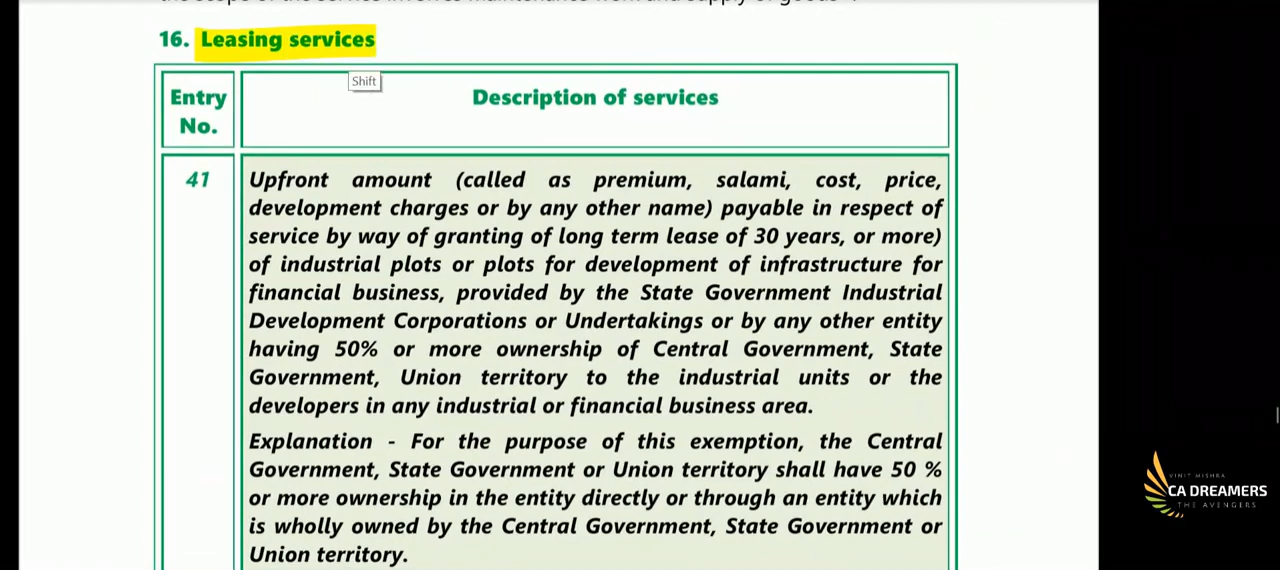 16. Leasing services
Shift
Entry No.
Description of services
41
Upfront amount (called as premium, salami, cost, price,
development charges or by any other name) payable in respect of
service by way of granting of long term lease of 30 years, or more)
of industrial plots or plots for development of infrastructure for
financial business, provided by the State Government Industrial
Development Corporations or Undertakings or by any other entity
having 50% or more ownership of Central Government, State
Government, Union territory to the industrial units or the
developers in any industrial or financial business area.
Explanation - For the purpose of this exemption, the Central
Government, State Government or Union territory shall have 50 %
or more ownership in the entity directly or through an entity which
is wholly owned by the Central Government, State Government or
Union territory.
VINIT MISHRA
CA DREAMERS
THE AVENGERS